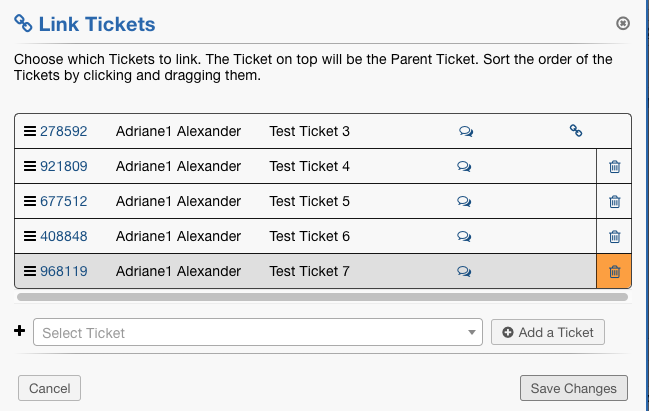 Link Tickets
Choose which Tickets to link. The Ticket on top will be the Parent Ticket. Sort the order of the
Tickets by clicking and dragging them.
278592 Adriane1 Alexander Test Ticket 3
921809 Adriane1 Alexander Test Ticket 4
677512 Adriane1 Alexander Test Ticket 5
408848 Adriane1 Alexander Test Ticket 6
968119 Adriane1 Alexander Test Ticket 7
Select Ticket Add a Ticket
Cancel Save Changes